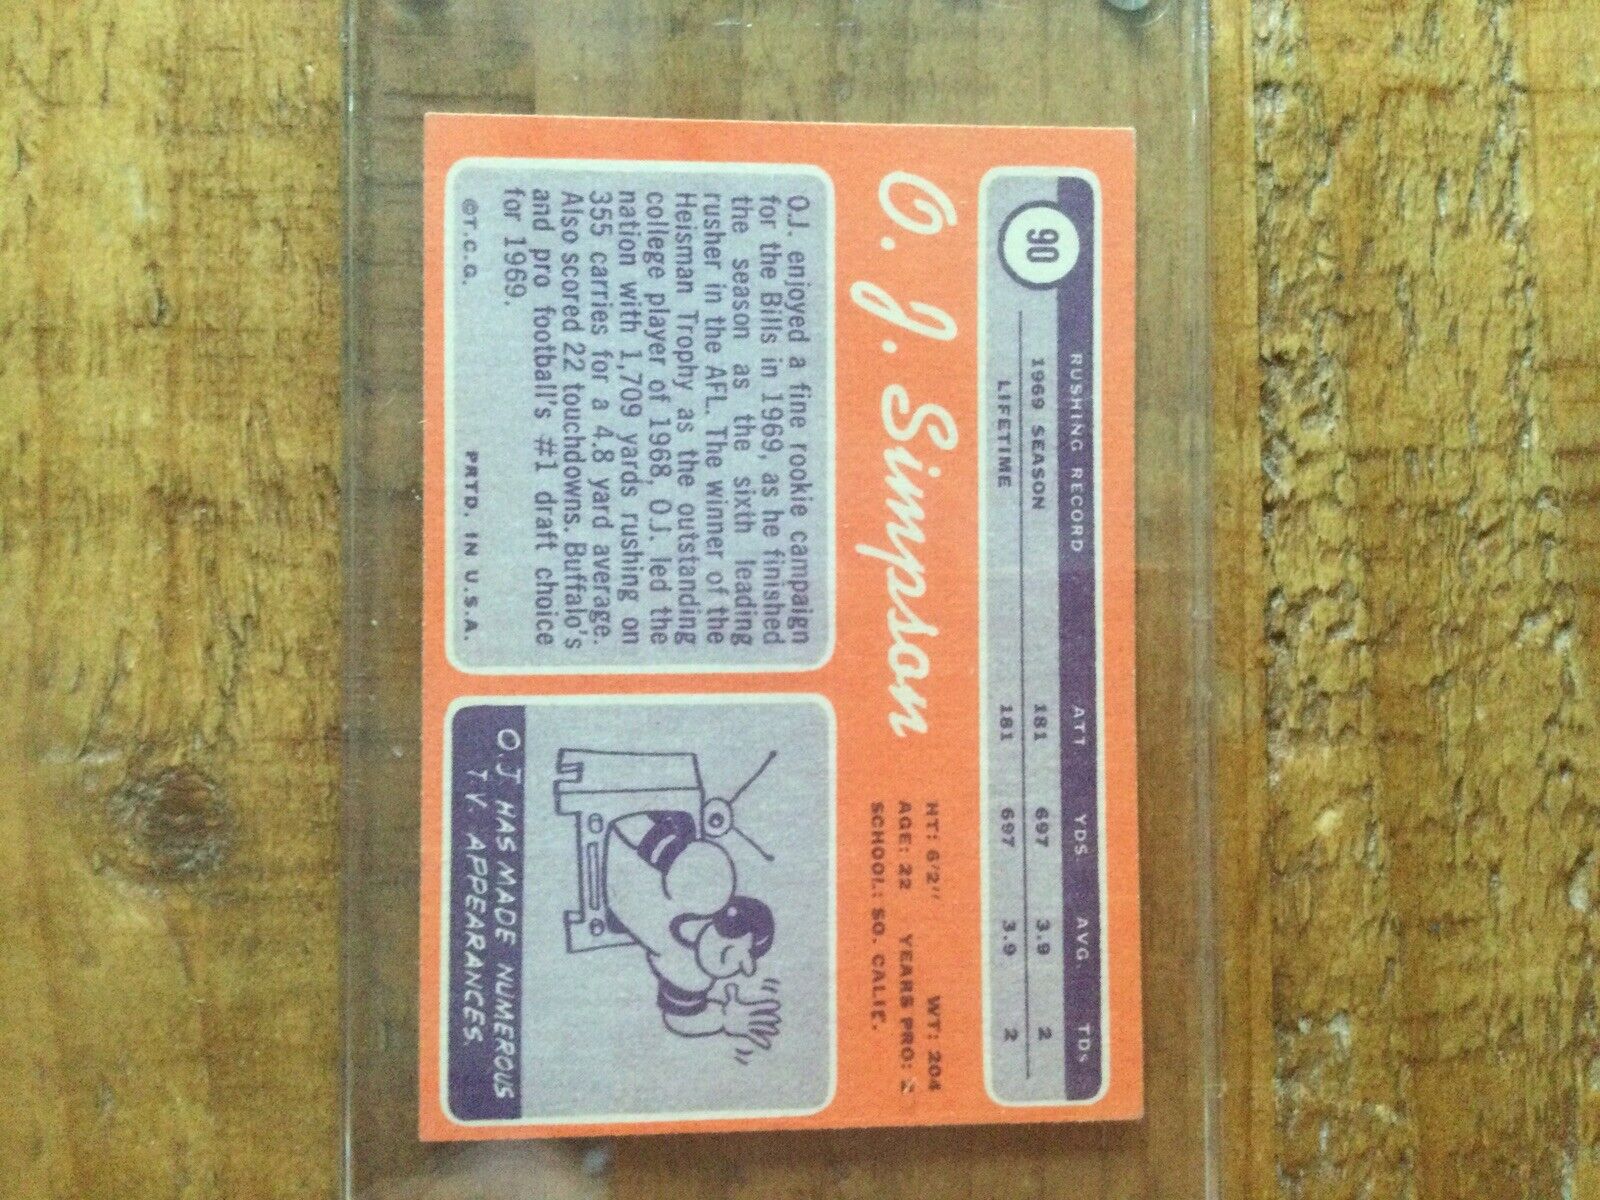 90
RUSHING RECORD ATT YDS. AVG. TDs
1969 SEASON 181 697 3.9 2
LIFETIME 181 697 3.9 2
O. J. Simpson
HT: 6'2" WT: 204
AGE: 22 YEARS PRO: 2
SCHOOL: SO. CALIF.
O.J. enjoyed a fine rookie campaign
for the Bills in 1969, as he finished
the season as the sixth leading
rusher in the AFL. The winner of the
Heisman Trophy as the outstanding
college player of 1968, O.J. led the
nation with 1,709 yards rushing on
355 carries for a 4.8 yard average.
Also scored 22 touchdowns. Buffalo's
and pro football's #1 draft choice
for 1969.
©T.C.G. PRTD. IN U.S.A.
O.J HAS MADE NUMEROUS
T.V. APPEARANCES